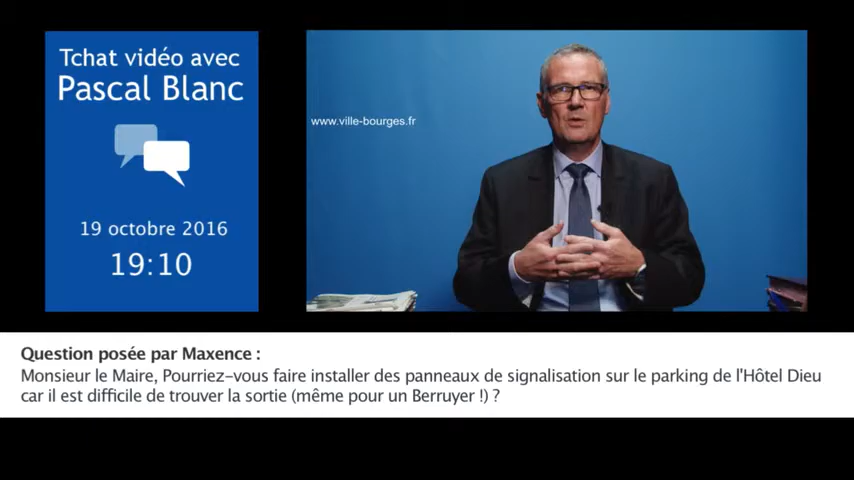 Tchat vidéo avec
Pascal Blanc
19 octobre 2016
19:10
www.ville-bourges.fr
Question posée par Maxence :
Monsieur le Maire, Pourriez-vous faire installer des panneaux de signalisation sur le parking de l'Hôtel Dieu
car il est difficile de trouver la sortie (même pour un Berruyer !) ?